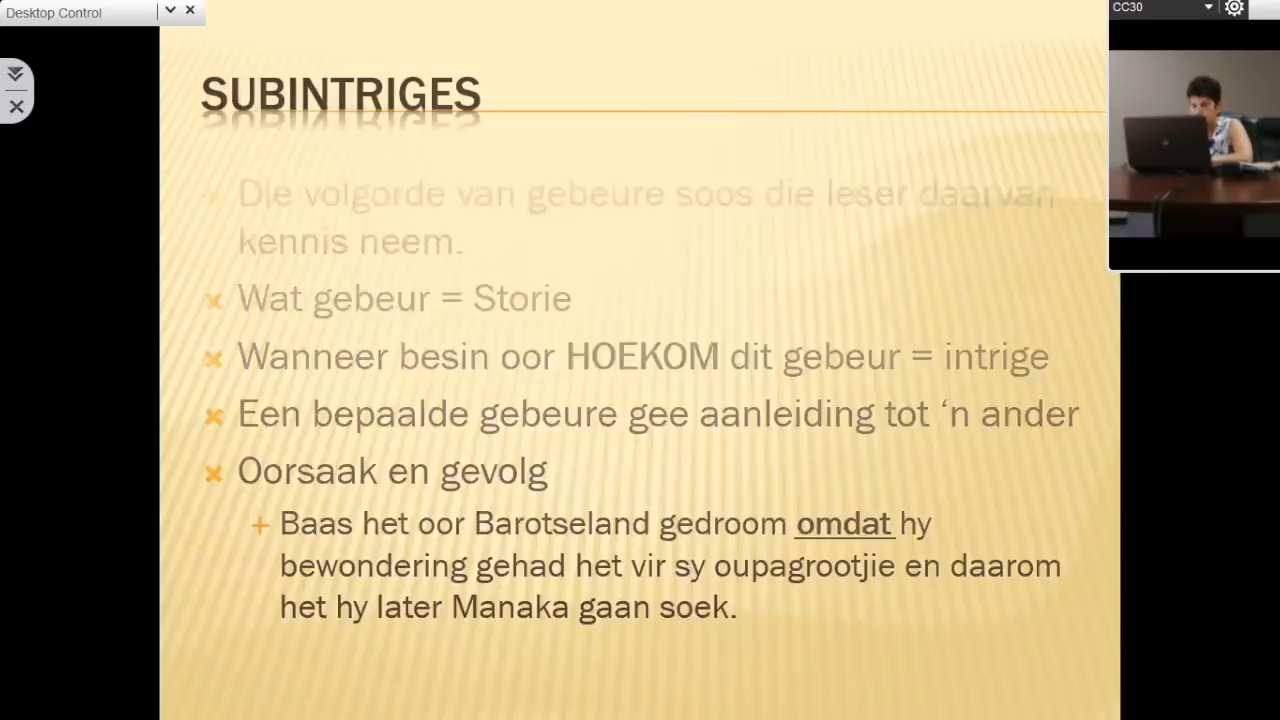 Desktop Control
CC30
SUBINTRIGES
Die volgorde van gebeure soos die leser daarvan
kennis neem.
Wat gebeur = Storie
Wanneer besin oor HOEKOM dit gebeur = intrige
Een bepaalde gebeure gee aanleiding tot ‘n ander
Oorsaak en gevolg
Baas het oor Barotseland gedroom omdat hy
bewondering gehad het vir sy oupagrootjie en daarom
het hy later Manaka gaan soek.